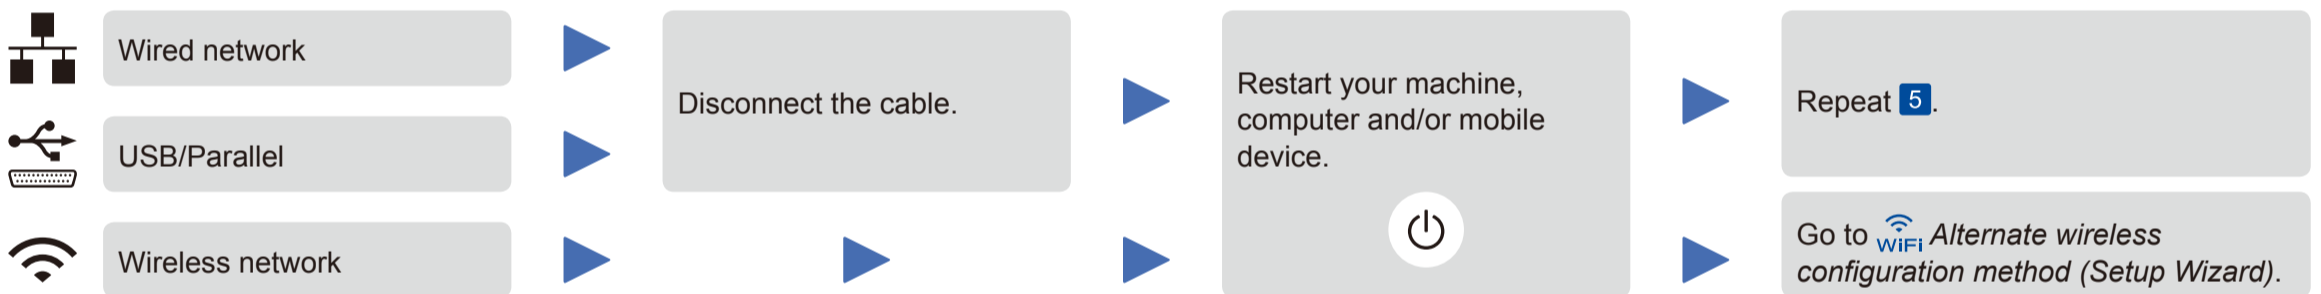 Wired network
USB/Parallel
Wireless network
Disconnect the cable.
Restart your machine,
computer and/or mobile
device.
Repeat 5.
Go to WiFi Alternate wireless
configuration method (Setup Wizard).